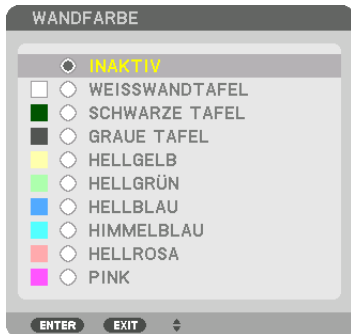 WANDFARBE
INAKTIV
WEISSWANDTAFEL
SCHWARZE TAFEL
GRAUE TAFEL
HELLGELB
HELLGRÜN
HELLBLAU
HIMMELBLAU
HELLROSA
PINK
ENTER EXIT